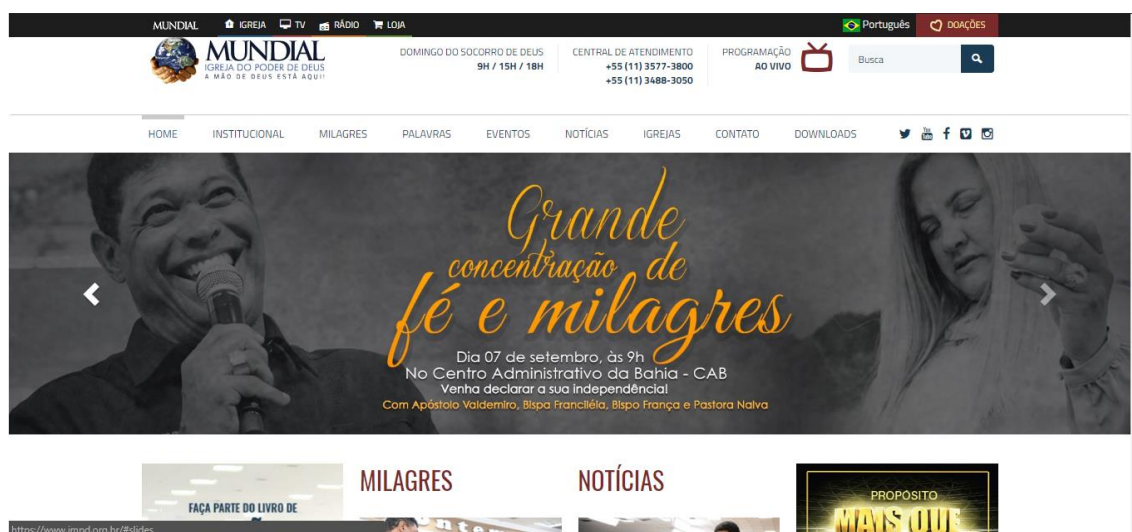 MUNDIAL IGREJA TV RÁDIO LOJA Português DOAÇÕES
MUNDIAL
IGREJA DO PODER DE DEUS
A MÃO DE DEUS ESTÁ AQUI!
DOMINGO DO SOCORRO DE DEUS
9H / 15H / 18H
CENTRAL DE ATENDIMENTO
+55 (11) 3577-3800
+55 (11) 3488-3050
PROGRAMAÇÃO
AO VIVO
Busca
HOME INSTITUCIONAL MILAGRES PALAVRAS EVENTOS NOTÍCIAS IGREJAS CONTATO DOWNLOADS
Grande
concentração de
fé e milagres
Dia 07 de setembro, às 9h
No Centro Administrativo da Bahia - CAB
Venha declarar a sua independência!
Com Apóstolo Valdemiro, Bispa Franciléia, Bispo França e Pastora Nalva
FAÇA PARTE DO LIVRO DE
MILAGRES
NOTÍCIAS
PROPÓSITO
MAIS QUE
https://www.impd.org.br/#slides